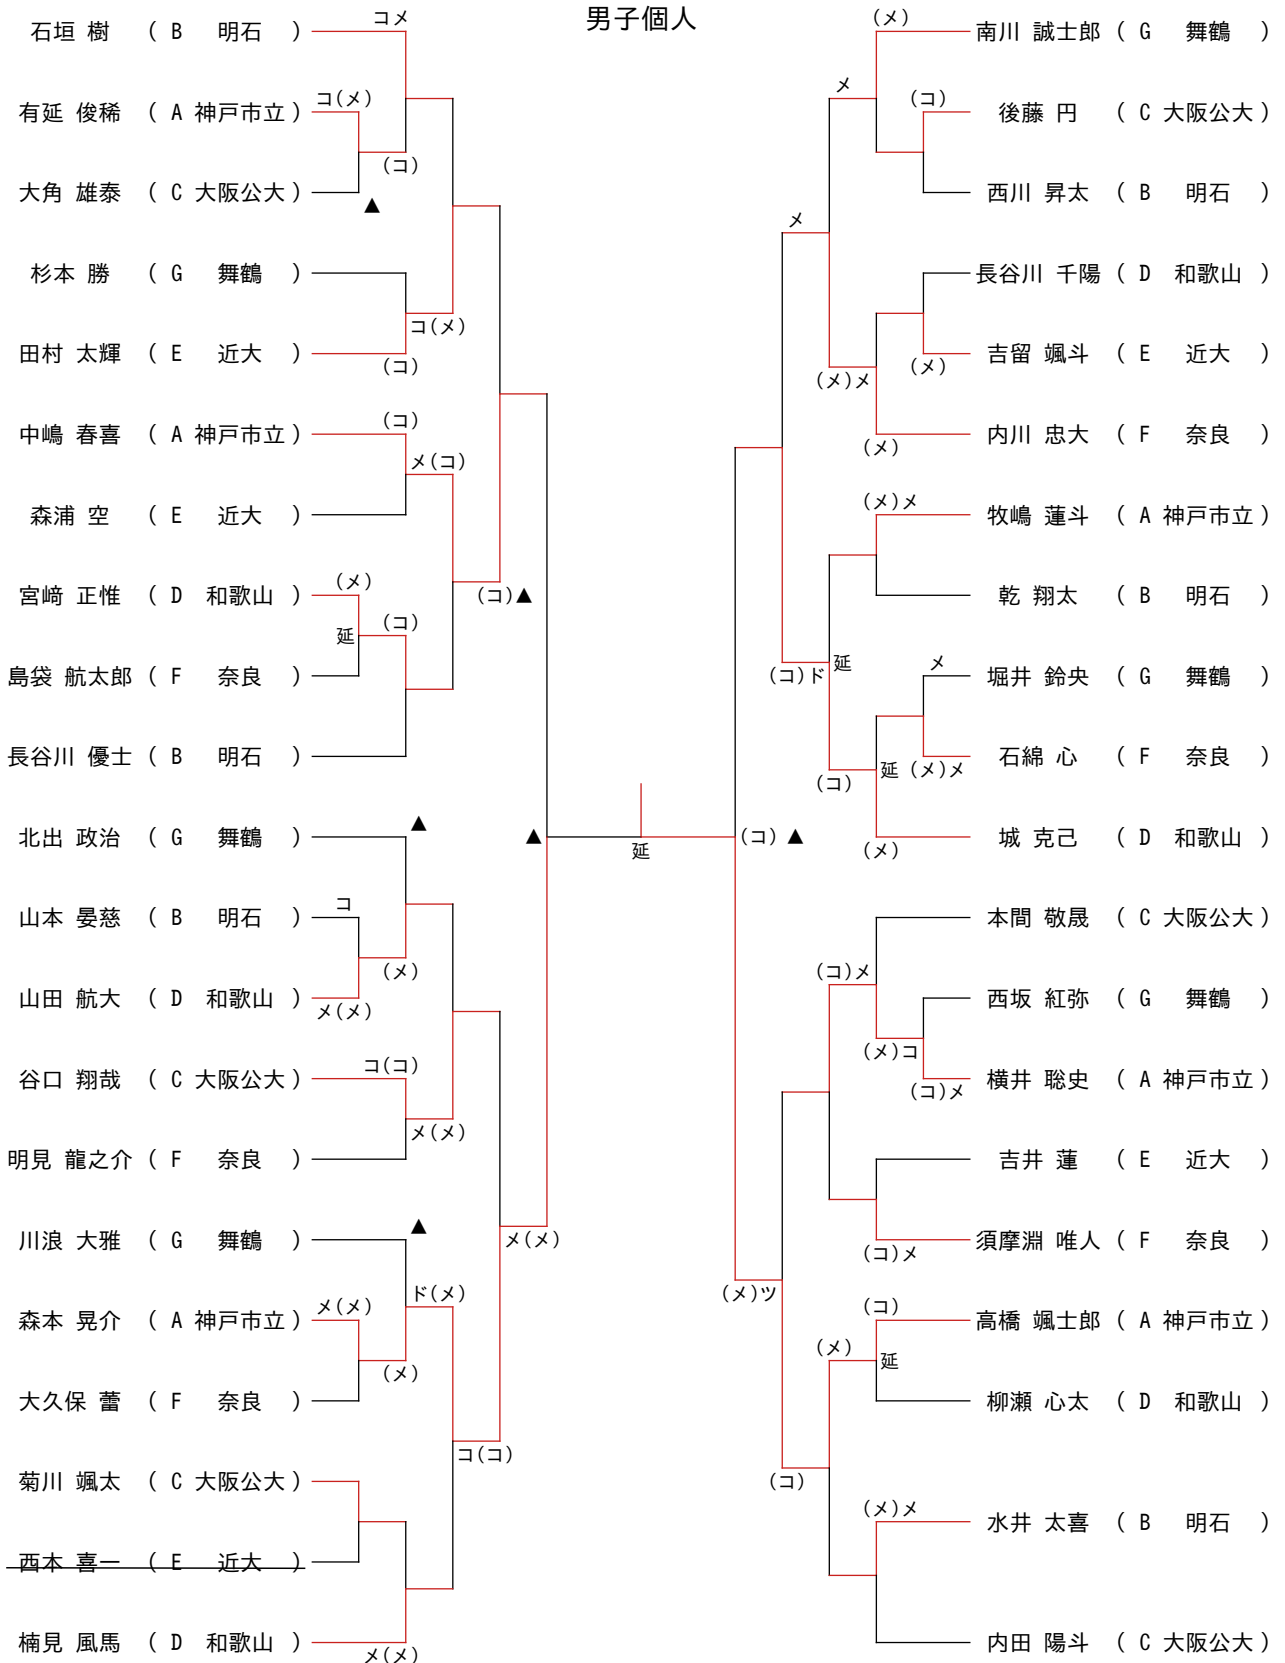 男子個人
石垣 樹 ( B 明石 )
コメ
有延 俊稀 ( A 神戸市立 )
コ(メ)
(コ)
大角 雄泰 ( C 大阪公大 )
▲
杉本 勝 ( G 舞鶴 )
コ(メ)
田村 太輝 ( E 近大 )
(コ)
中嶋 春喜 ( A 神戸市立 )
(コ)
メ(コ)
森浦 空 ( E 近大 )
宮﨑 正惟 ( D 和歌山 )
(メ)
(コ)▲
延
(コ)
島袋 航太郎 ( F 奈良 )
長谷川 優士 ( B 明石 )
北出 政治 ( G 舞鶴 )
▲
▲
山本 晏慈 ( B 明石 )
コ
(メ)
山田 航大 ( D 和歌山 )
メ(メ)
谷口 翔哉 ( C 大阪公大 )
コ(コ)
メ(メ)
明見 龍之介 ( F 奈良 )
川浪 大雅 ( G 舞鶴 )
▲
メ(メ)
ド(メ)
森本 晃介 ( A 神戸市立 )
メ(メ)
(メ)
大久保 蕾 ( F 奈良 )
コ(コ)
菊川 颯太 ( C 大阪公大 )
西本 喜一 ( E 近大 )
楠見 風馬 ( D 和歌山 )
メ(メ)
延
(メ)
南川 誠士郎 ( G 舞鶴 )
メ
(コ)
後藤 円 ( C 大阪公大 )
西川 昇太 ( B 明石 )
メ
長谷川 千陽 ( D 和歌山 )
吉留 颯斗 ( E 近大 )
(メ)
(メ)メ
内川 忠大 ( F 奈良 )
(メ)
(メ)メ
牧嶋 蓮斗 ( A 神戸市立 )
乾 翔太 ( B 明石 )
(コ)ド
延
メ
堀井 鈴央 ( G 舞鶴 )
石綿 心 ( F 奈良 )
(メ)メ
延
(コ)
城 克己 ( D 和歌山 )
(メ)
(コ) ▲
本間 敬晟 ( C 大阪公大 )
(コ)メ
西坂 紅弥 ( G 舞鶴 )
(メ)コ
横井 聡史 ( A 神戸市立 )
(コ)メ
吉井 蓮 ( E 近大 )
須摩淵 唯人 ( F 奈良 )
(コ)メ
(メ)ツ
(コ)
高橋 颯士郎 ( A 神戸市立 )
(メ)
延
柳瀬 心太 ( D 和歌山 )
(コ)
(メ)メ
水井 太喜 ( B 明石 )
内田 陽斗 ( C 大阪公大 )